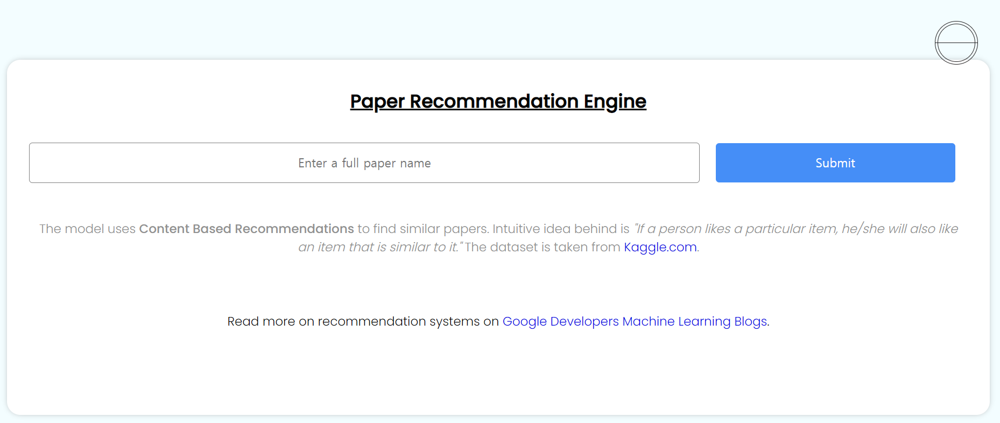 Paper Recommendation Engine
Enter a full paper name
Submit
The model uses Content Based Recommendations to find similar papers. Intuitive idea behind is "If a person likes a particular item, he/she will also like
an item that is similar to it." The dataset is taken from Kaggle.com.
Read more on recommendation systems on Google Developers Machine Learning Blogs.